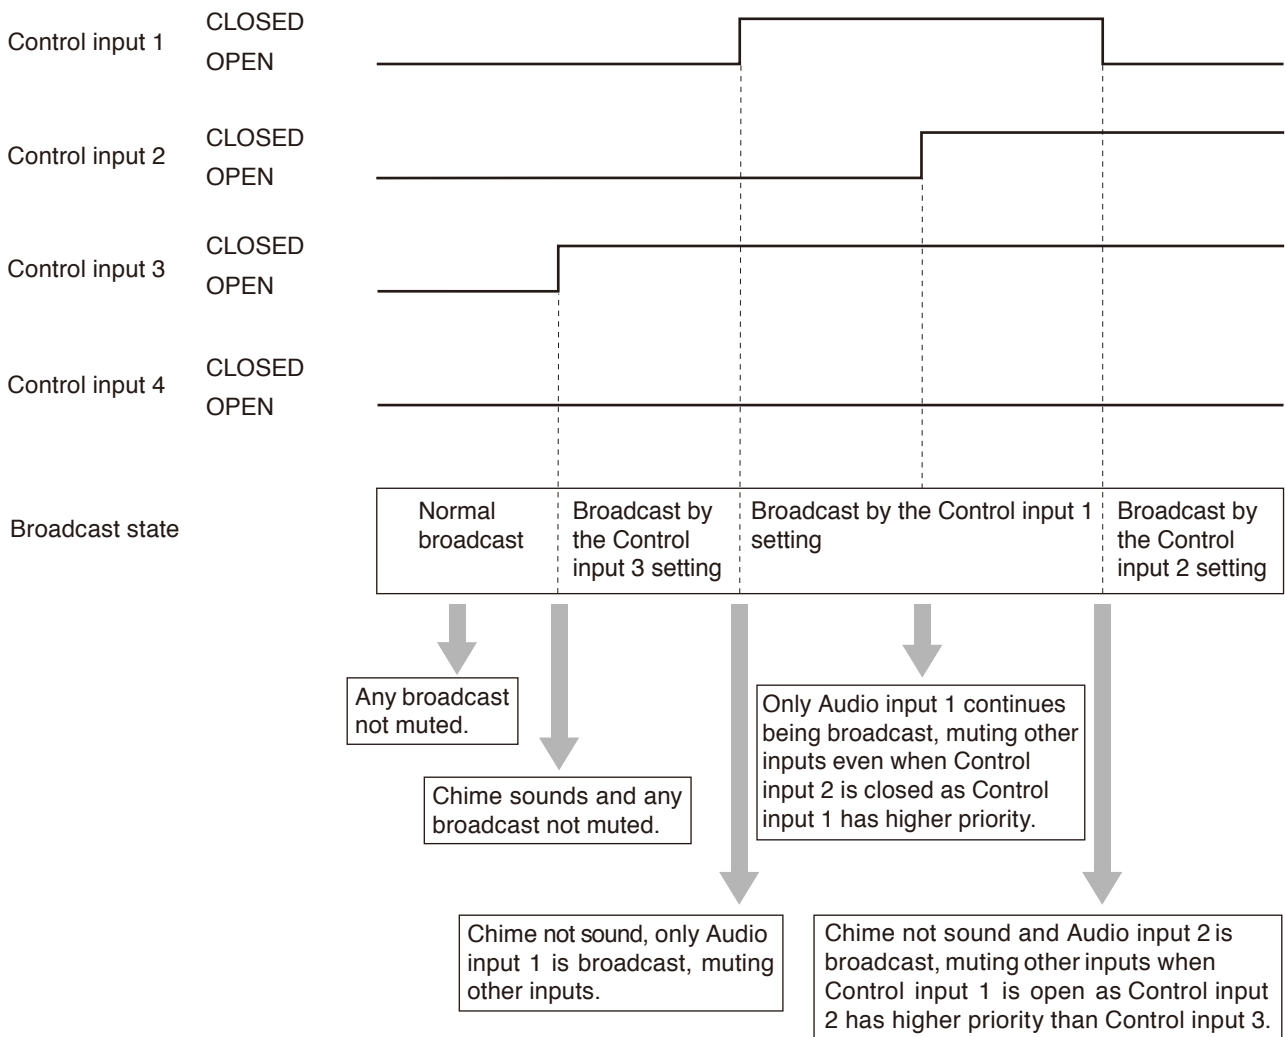 Control input 1
CLOSED
OPEN
Control input 2
CLOSED
OPEN
Control input 3
CLOSED
OPEN
Control input 4
CLOSED
OPEN
Broadcast state
Normal
broadcast
Broadcast by
the Control
input 3 setting
Broadcast by the Control input 1
setting
Broadcast by
the Control
input 2 setting
Any broadcast
not muted.
Chime sounds and any
broadcast not muted.
Only Audio input 1 continues
being broadcast, muting other
inputs even when Control
input 2 is closed as Control
input 1 has higher priority.
Chime not sound, only Audio
input 1 is broadcast, muting
other inputs.
Chime not sound and Audio input 2 is
broadcast, muting other inputs when
Control input 1 is open as Control input
2 has higher priority than Control input 3.